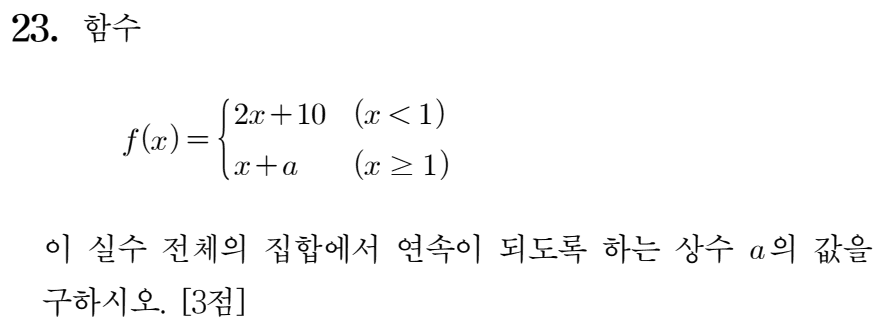 23. 함수
f(x) = { 2x+10 (x < 1)
x+a (x ≥ 1)
이 실수 전체의 집합에서 연속이 되도록 하는 상수 a의 값을
구하시오. [3점]